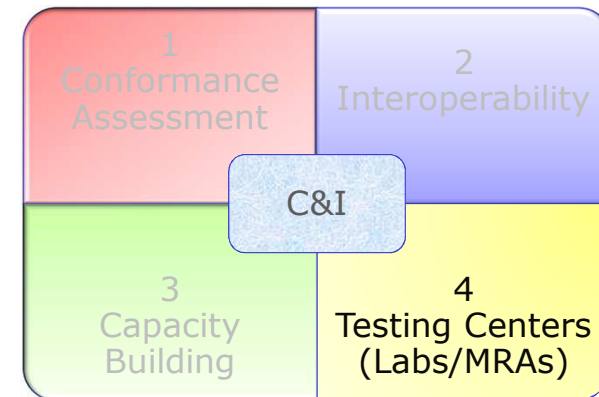 1
Conformance
Assessment
2
Interoperability
C&I
3
Capacity
Building
4
Testing Centers
(Labs/MRAs)